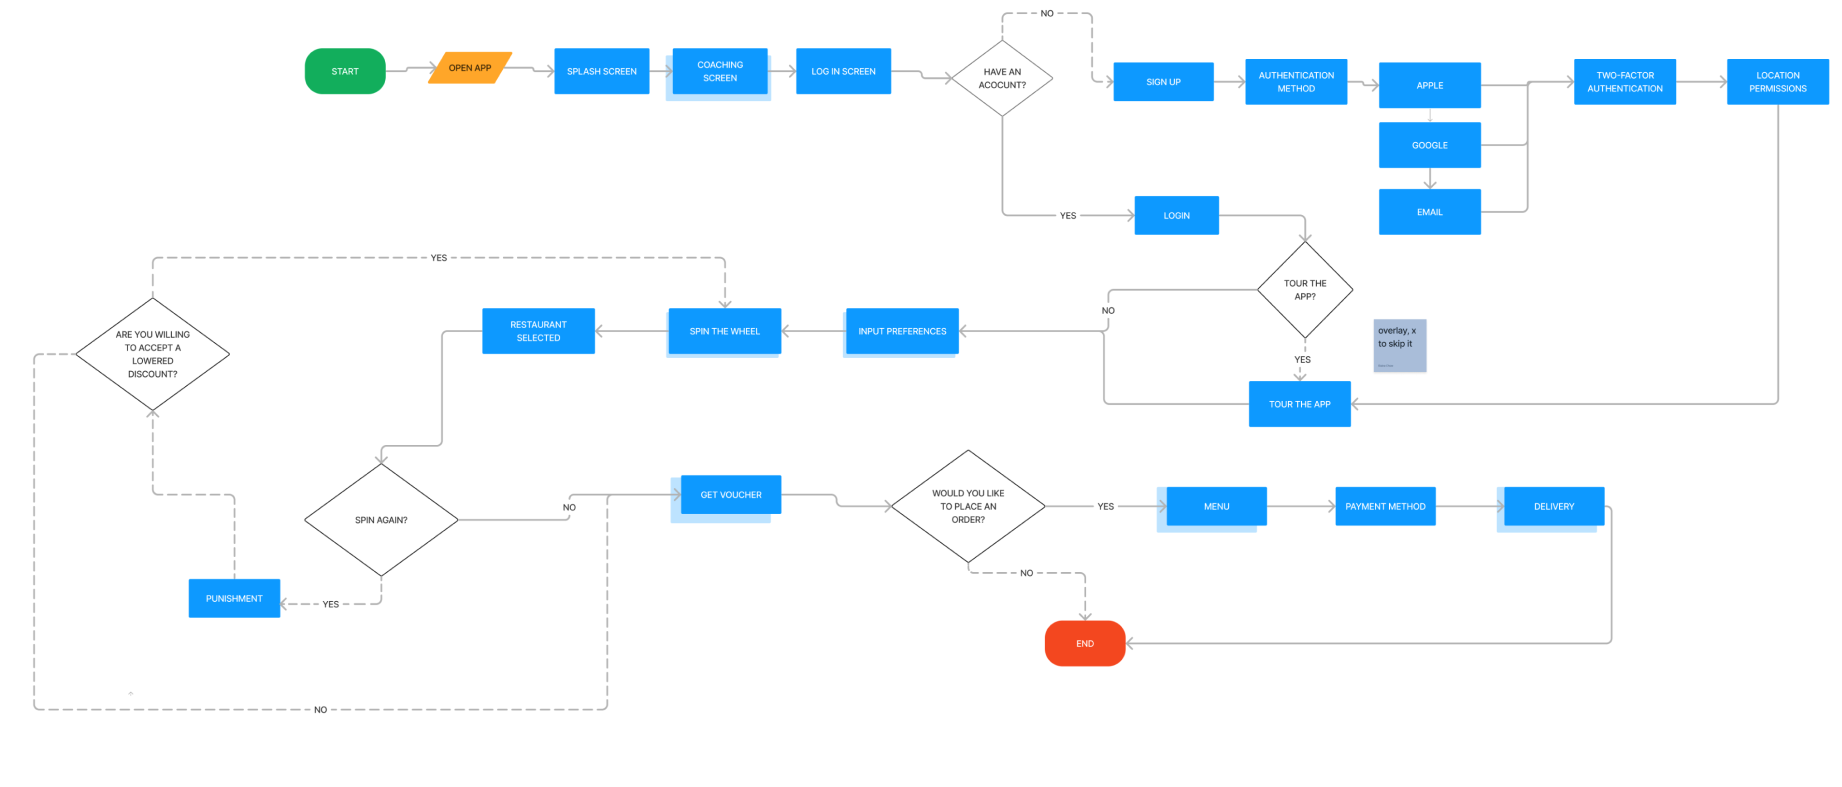 NO
START
OPEN APP
SPLASH SCREEN
COACHING
SCREEN
LOG IN SCREEN
HAVE AN
ACOCUNT?
SIGN UP
AUTHENTICATION
METHOD
APPLE
TWO-FACTOR
AUTHENTICATION
LOCATION
PERMISSIONS
GOOGLE
EMAIL
YES
LOGIN
YES
TOUR THE
APP?
NO
ARE YOU WILLING
TO ACCEPT A
LOWERED
DISCOUNT?
RESTAURANT
SELECTED
SPIN THE WHEEL
INPUT PREFERENCES
overlay, x
to skip it
YES
TOUR THE APP
SPIN AGAIN?
NO
GET VOUCHER
WOULD YOU LIKE
TO PLACE AN
ORDER?
YES
MENU
PAYMENT METHOD
DELIVERY
NO
PUNISHMENT
YES
END
NO